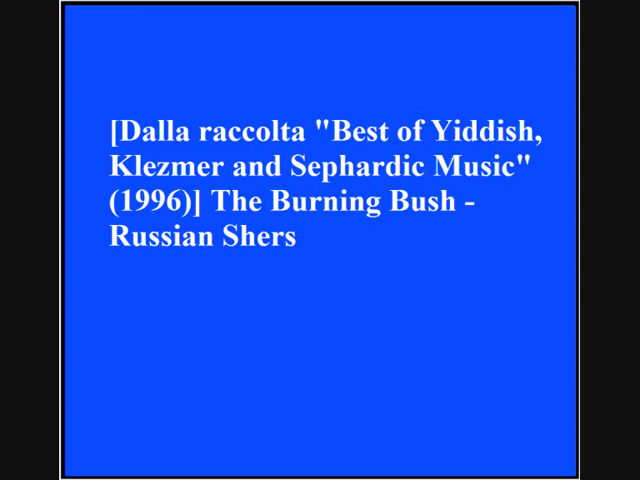 [Dalla raccolta "Best of Yiddish,
Klezmer and Sephardic Music"
(1996)] The Burning Bush -
Russian Shers